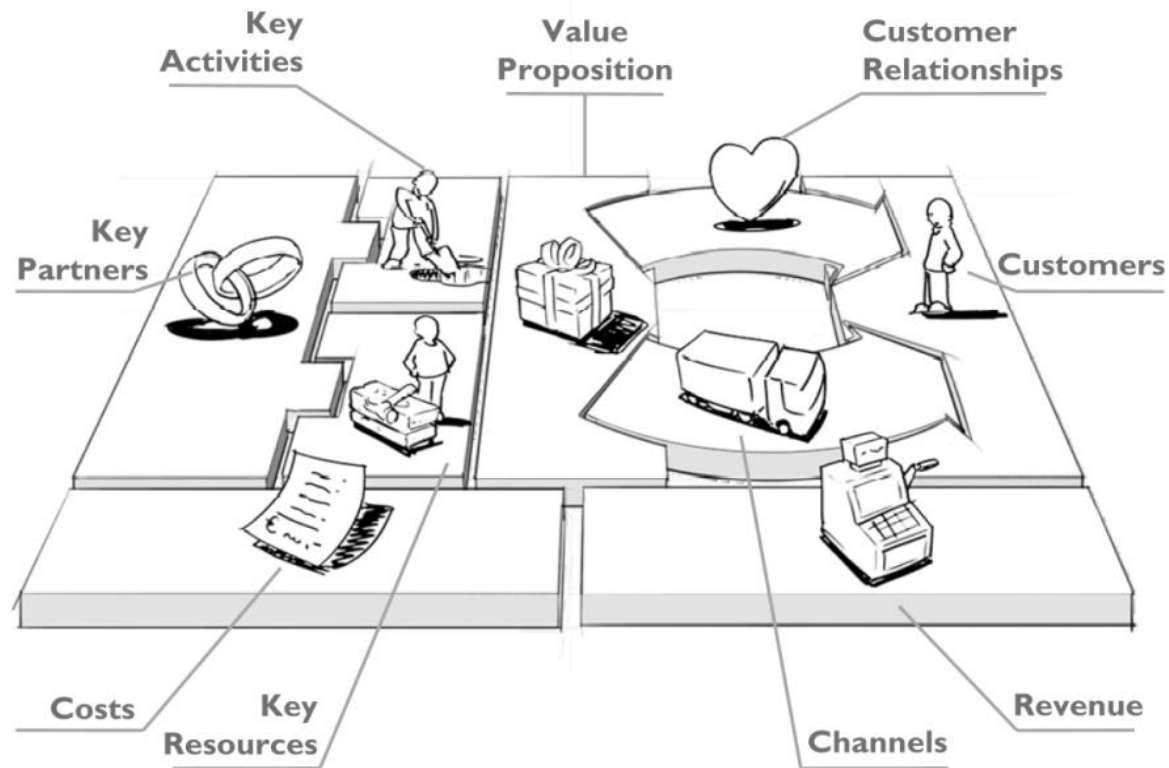 Key
Activities
Value
Proposition
Customer
Relationships
Key
Partners
Customers
€
Costs
Key
Resources
Channels
Revenue